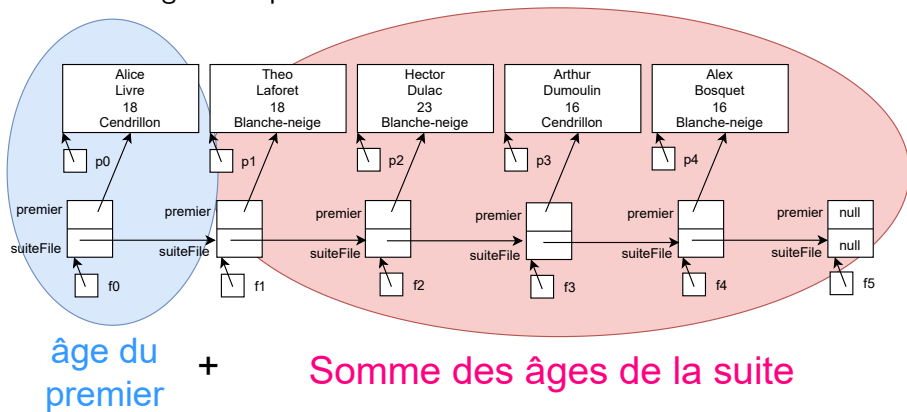 Alice
Livre
18
Cendrillon
Theo
Laforet
18
Blanche-neige
Hector
Dulac
23
Blanche-neige
Arthur
Dumoulin
16
Cendrillon
Alex
Bosquet
16
Blanche-neige
p0
p1
p2
p3
p4
premier
premier
premier
premier
premier
premier
null
suiteFile
suiteFile
suiteFile
suiteFile
suiteFile
suiteFile
null
f0
f1
f2
f3
f4
f5
âge du
premier
+
Somme des âges de la suite